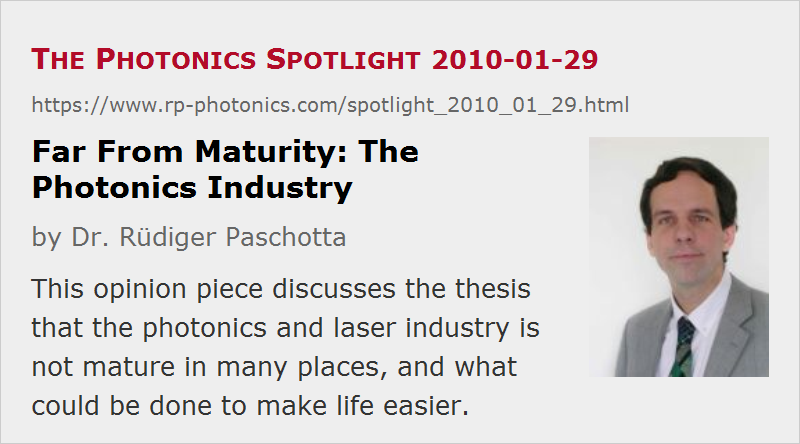 The Photonics Spotlight 2010-01-29
https://www.rp-photonics.com/spotlight_2010_01_29.html
Far From Maturity: The
Photonics Industry
by Dr. Rüdiger Paschotta
This opinion piece discusses the thesis
that the photonics and laser industry is
not mature in many places, and what
could be done to make life easier.